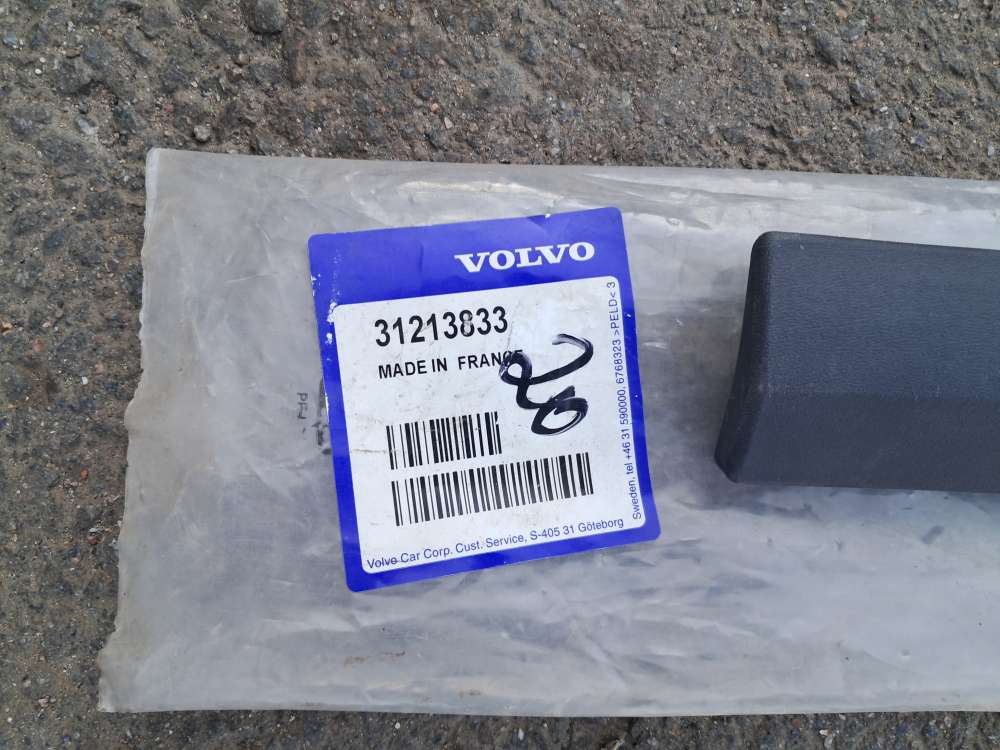 VOLVO
31213833
MADE IN FRANCE
20
Volvo Car Corp. Cust. Service, S-405 31 Göteborg
Sweden, tel +46 31 590000, 6768323 >PELD< 3